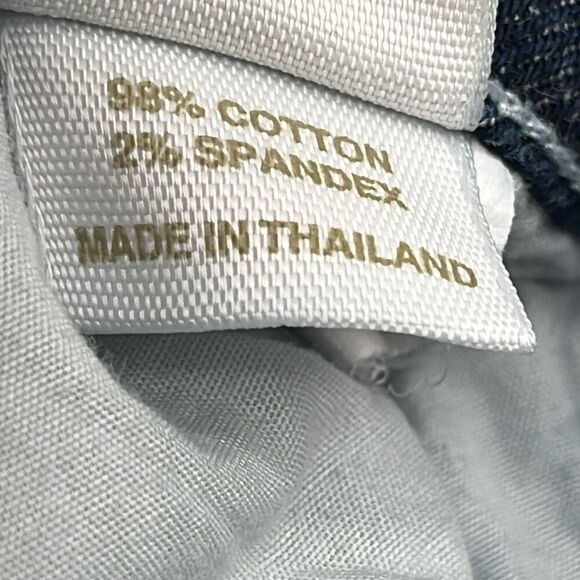 98% COTTON
2% SPANDEX
MADE IN THAILAND